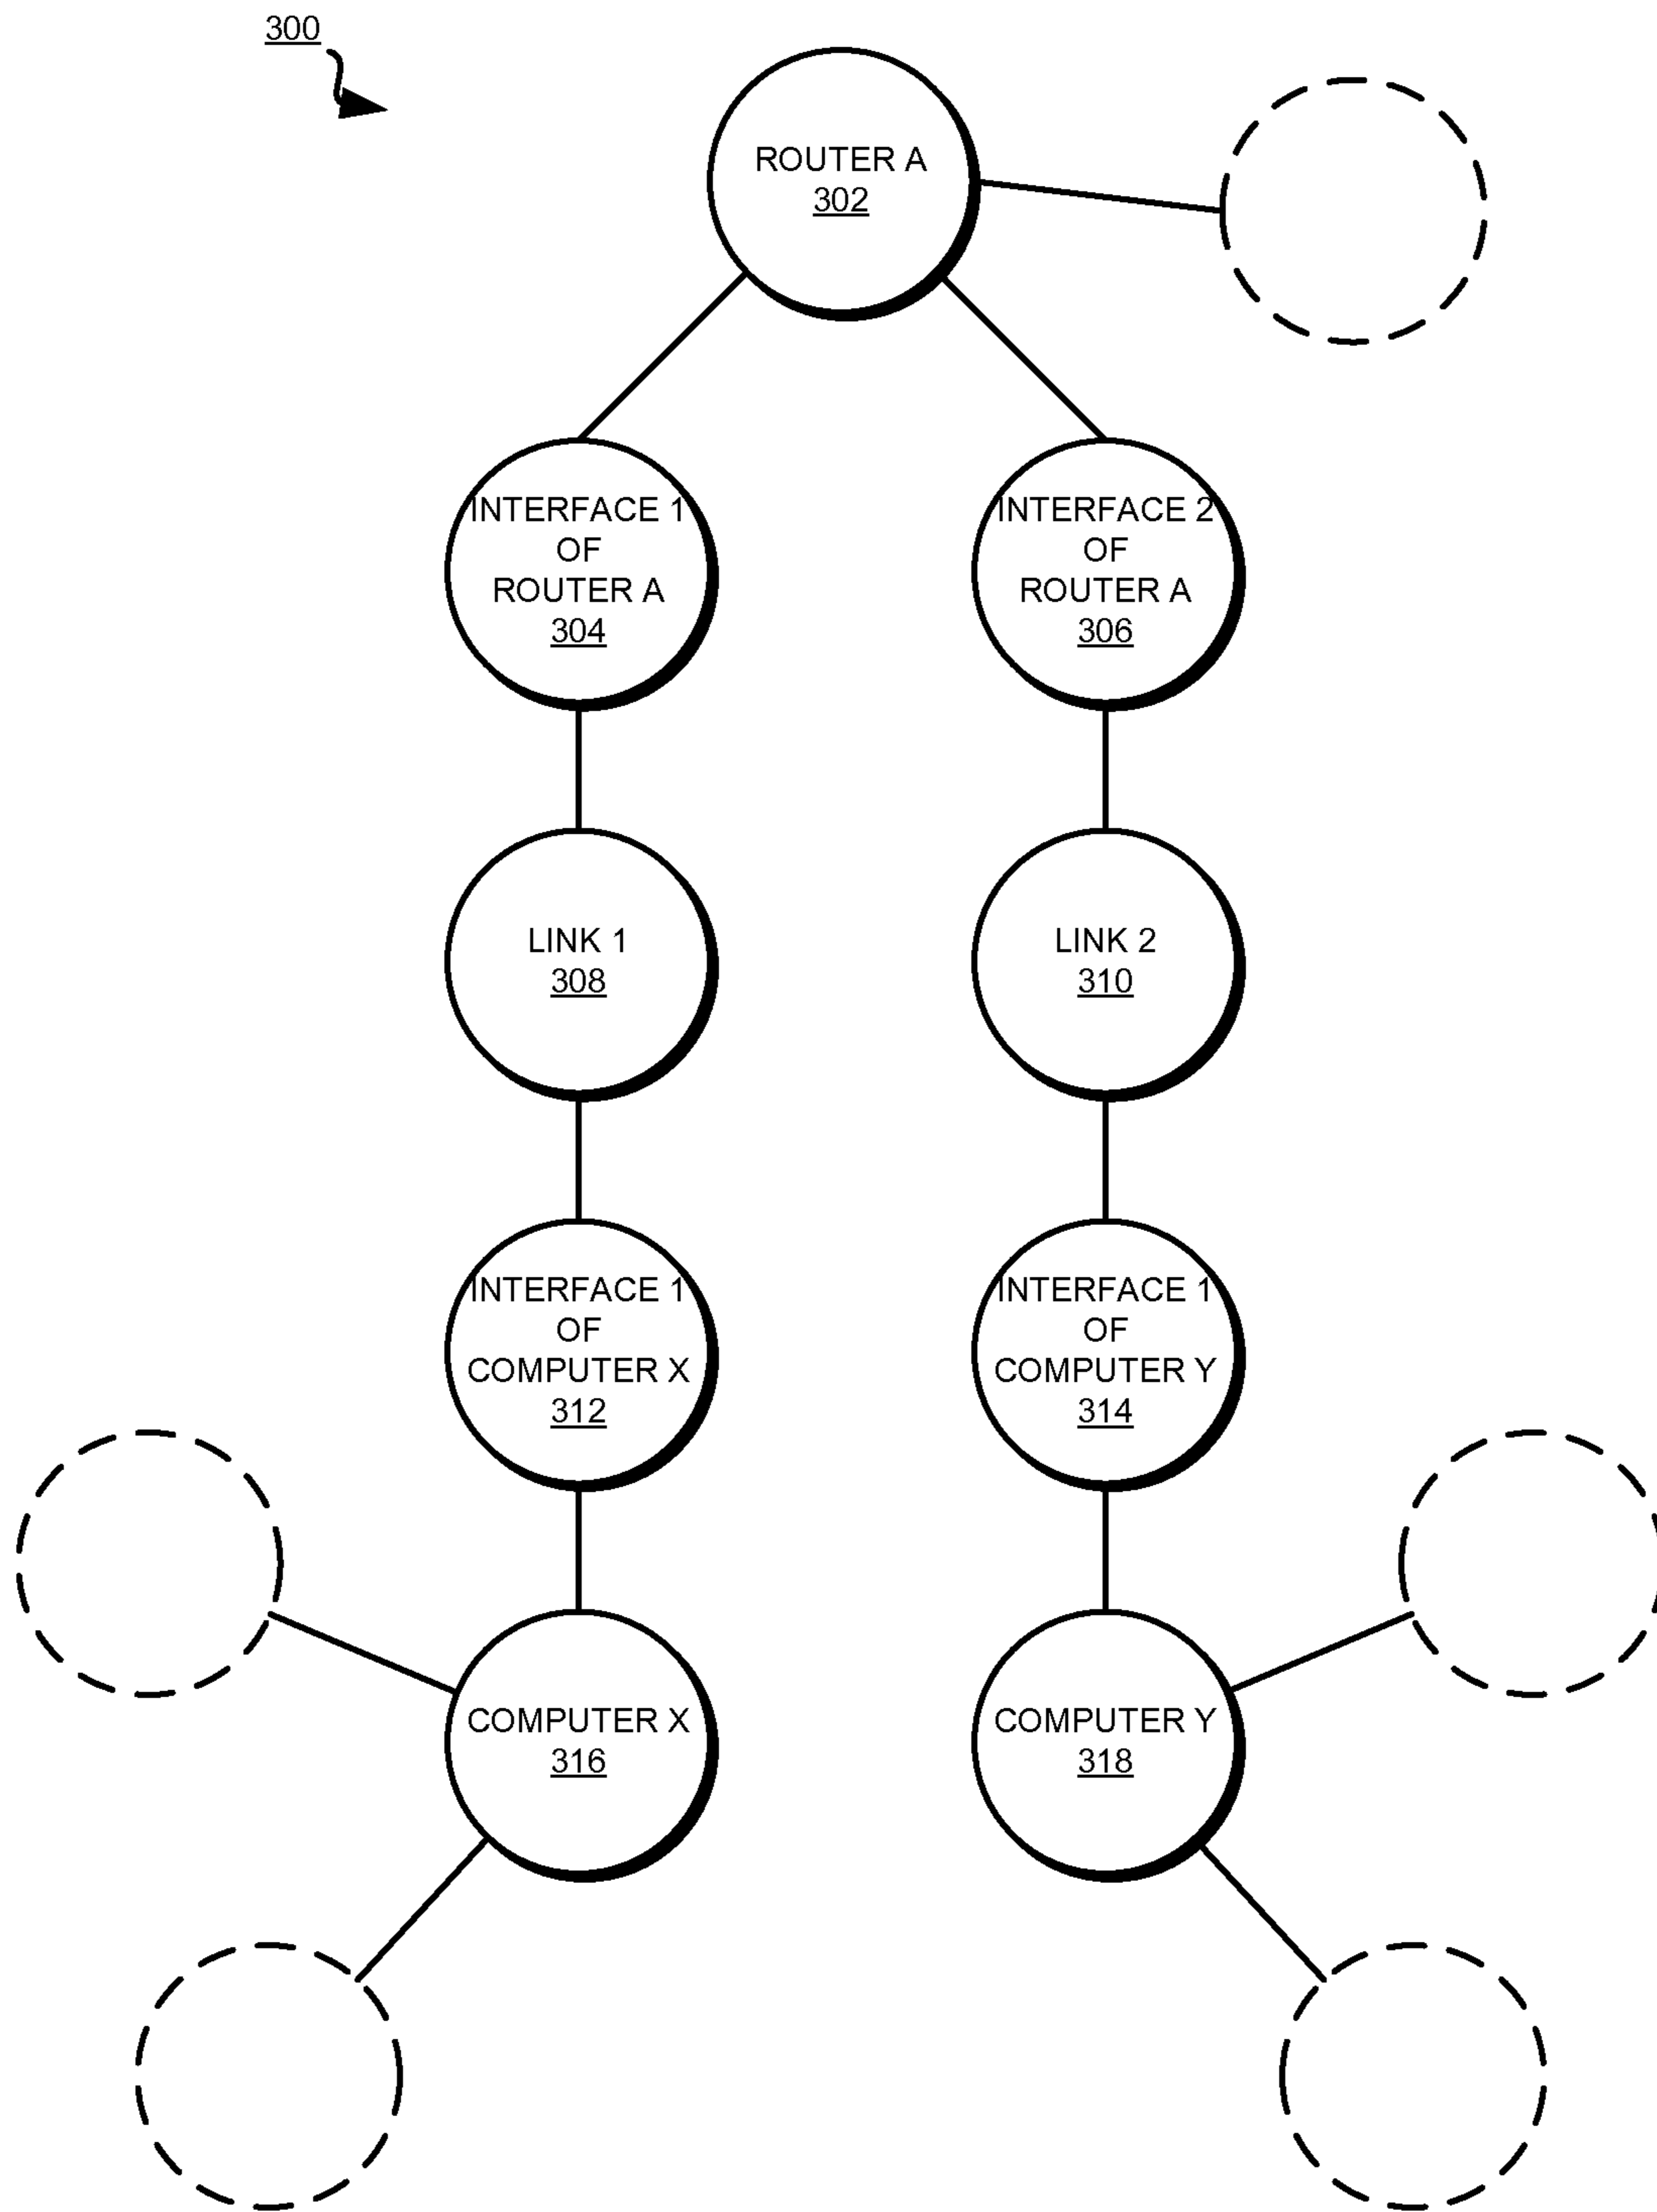 300
ROUTER A
302
INTERFACE 1
OF
ROUTER A
304
INTERFACE 2
OF
ROUTER A
306
LINK 1
308
LINK 2
310
INTERFACE 1
OF
COMPUTER X
312
INTERFACE 1
OF
COMPUTER Y
314
COMPUTER X
316
COMPUTER Y
318